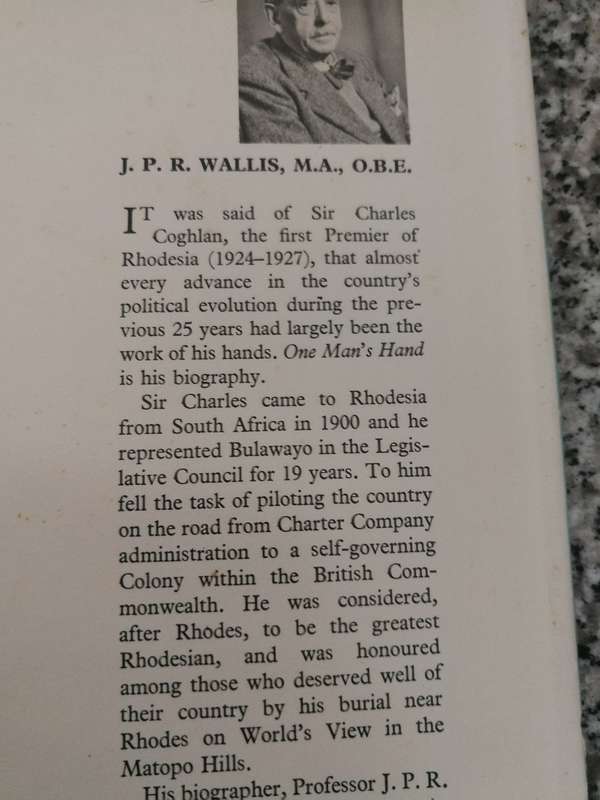 J. P. R. WALLIS, M.A., O.B.E.
IT was said of Sir Charles
Coghlan, the first Premier of
Rhodesia (1924–1927), that almost
every advance in the country's
political evolution during the pre-
vious 25 years had largely been the
work of his hands. One Man's Hand
is his biography.
Sir Charles came to Rhodesia
from South Africa in 1900 and he
represented Bulawayo in the Legis-
lative Council for 19 years. To him
fell the task of piloting the country
on the road from Charter Company
administration to a self-governing
Colony within the British Com-
monwealth. He was considered,
after Rhodes, to be the greatest
Rhodesian, and was honoured
among those who deserved well of
their country by his burial near
Rhodes on World's View in the
Matopo Hills.
His biographer, Professor J. P. R.